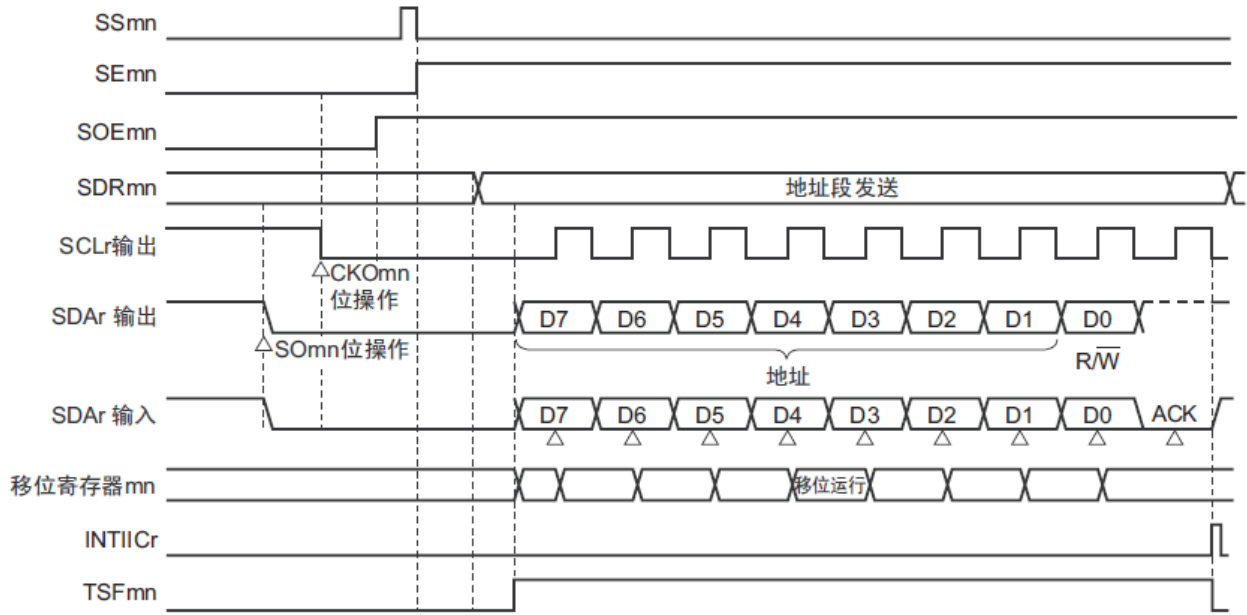 SSmn
SEmn
SOEmn
SDRmn
地址段发送
SCLr输出
CKOmn
位操作
SDAr 输出
D7 D6 D5 D4 D3 D2 D1 D0
SOmn位操作
地址
R/W̅
SDAr 输入
D7 D6 D5 D4 D3 D2 D1 D0 ACK
移位寄存器mn
移位运行
INTIICr
TSFmn